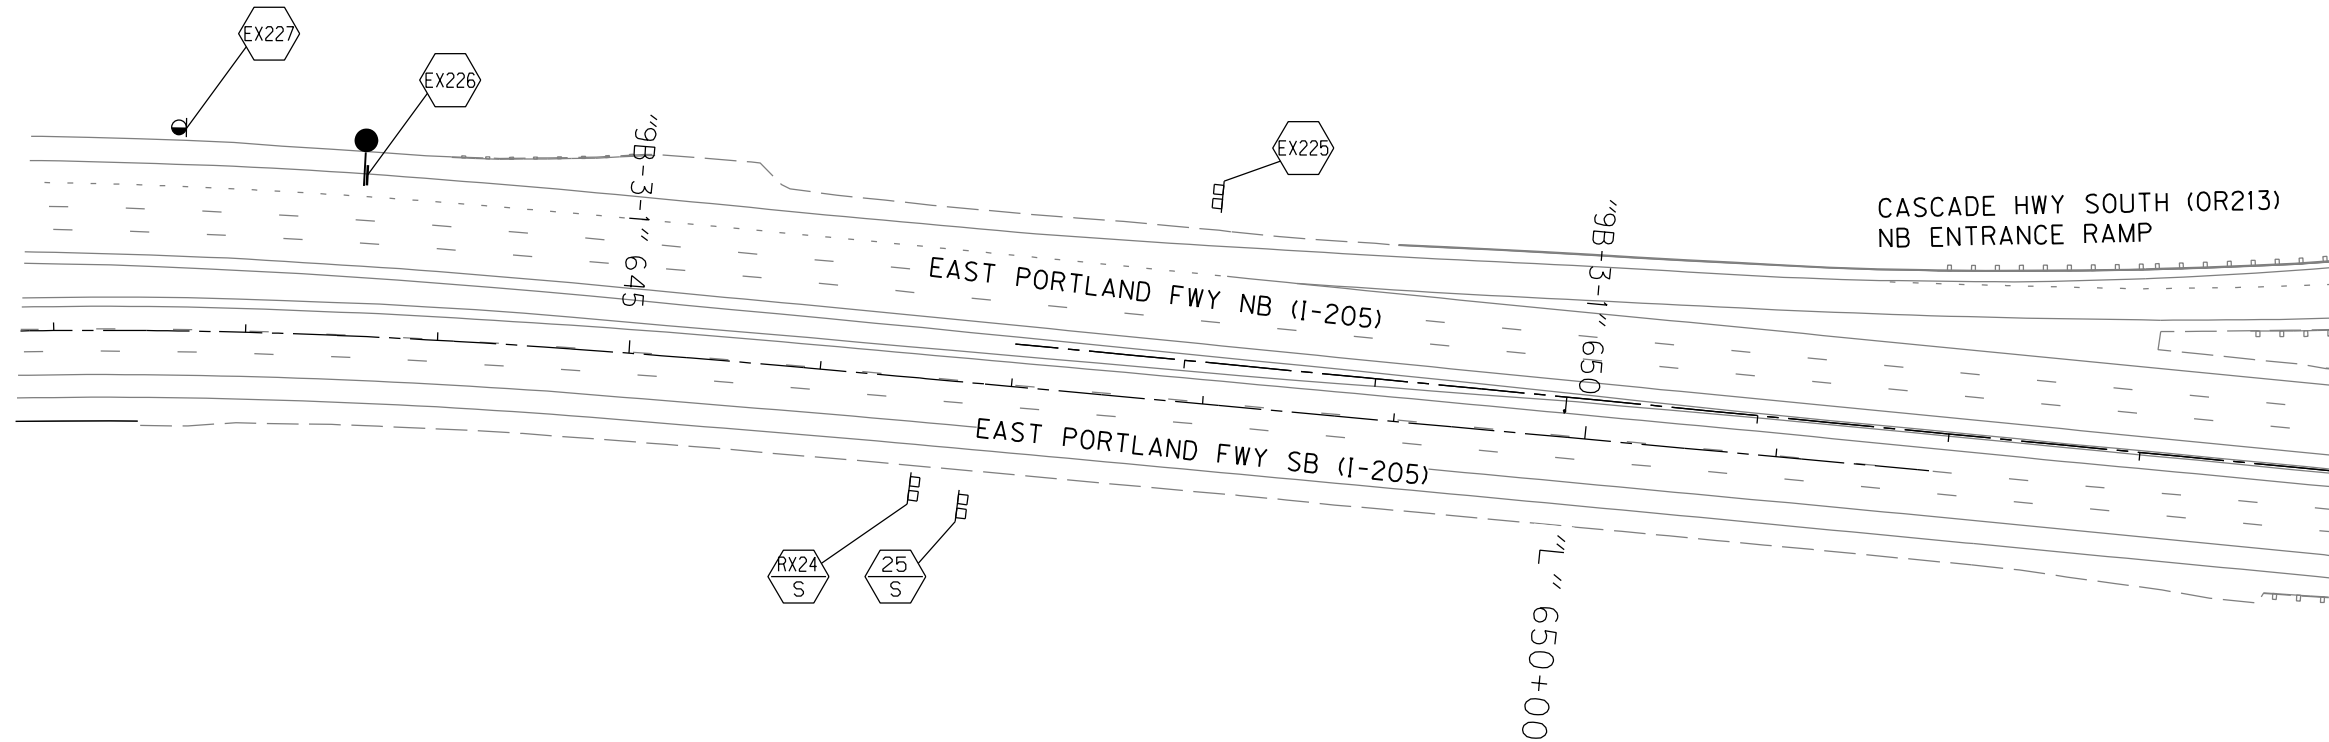 EX227
EX226
"9B-3-1" 645
EX225
"9B-3-1" 650
CASCADE HWY SOUTH (OR213)
NB ENTRANCE RAMP
EAST PORTLAND FWY NB (I-205)
EAST PORTLAND FWY SB (I-205)
RX24
S
25
S
"L" 650+00